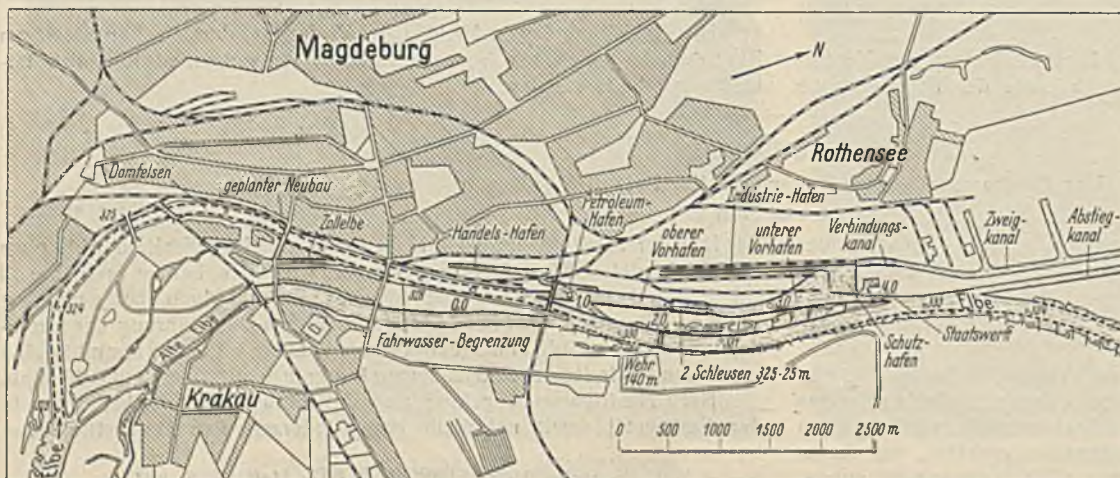 Magdeburg
N
Rothensee
Domfelsen
geplanter Neubau
Zollelbe
Handels-Hafen
Petroleum-
Hafen
oberer
Vorhafen
Industrie-Hafen
unterer
Vorhafen
Verbindungs-
kanal
Zweig-
kanal
Abstieg-
kanal
325
324
0.0
1.0
2.0
3.0
4.0
Elbe
Alte Elbe
Fahrwasser-Begrenzung
Wehr
140 m
2 Schleusen 325·25 m
Schutz-
hafen
Staatswerft
Krakau
Elbe
0 500 1000 1500 2000 2500 m